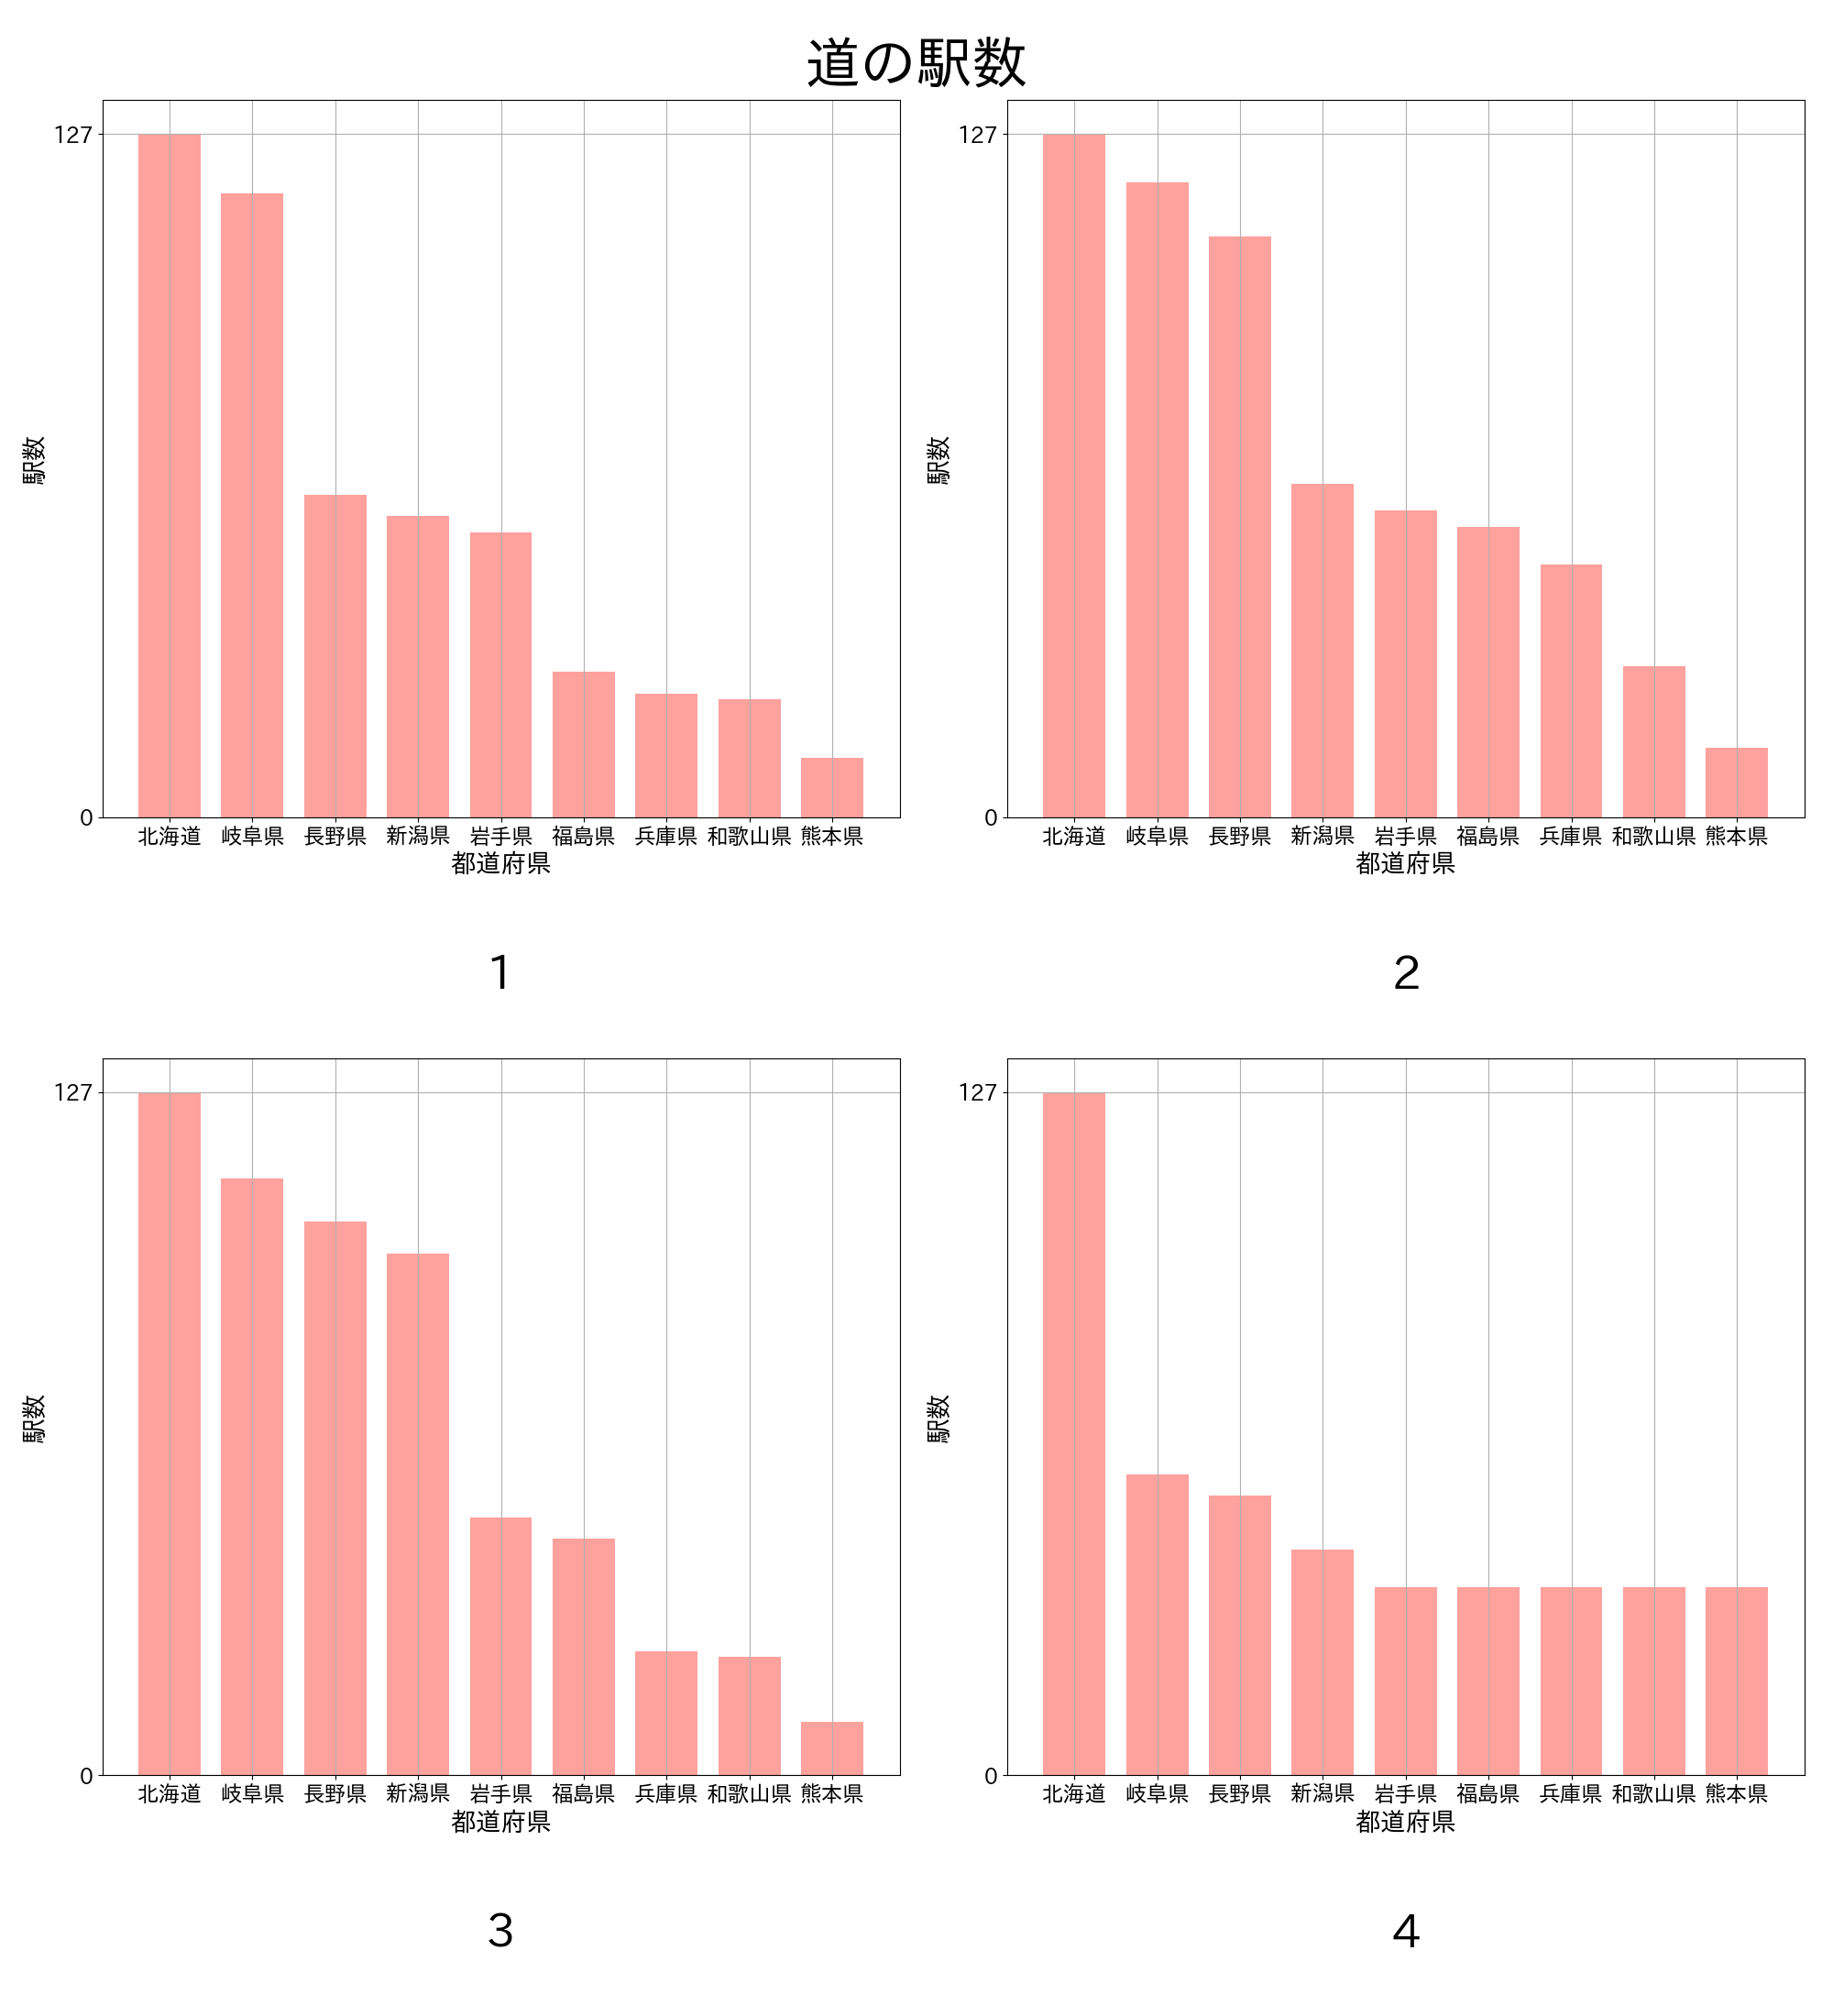 道の駅数
127
0
駅数
北海道 岐阜県 長野県 新潟県 岩手県 福島県 兵庫県 和歌山県 熊本県
都道府県
1
127
0
駅数
北海道 岐阜県 長野県 新潟県 岩手県 福島県 兵庫県 和歌山県 熊本県
都道府県
2
127
0
駅数
北海道 岐阜県 長野県 新潟県 岩手県 福島県 兵庫県 和歌山県 熊本県
都道府県
3
127
0
駅数
北海道 岐阜県 長野県 新潟県 岩手県 福島県 兵庫県 和歌山県 熊本県
都道府県
4